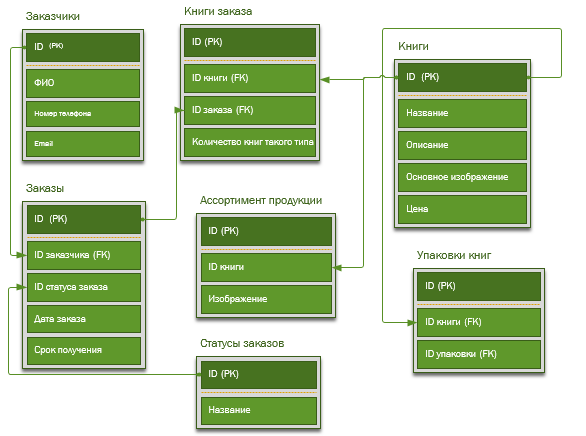 Заказчики
ID (PK)
ФИО
Номер телефона
Email
Книги заказа
ID (PK)
ID книги (FK)
ID заказа (FK)
Количество книг такого типа
Книги
ID (PK)
Название
Описание
Основное изображение
Цена
Заказы
ID (PK)
ID заказчика (FK)
ID статуса заказа
Дата заказа
Срок получения
Ассортимент продукции
ID (PK)
ID книги
Изображение
Упаковки книг
ID (PK)
ID книги (FK)
ID упаковки (FK)
Статусы заказов
ID (PK)
Название